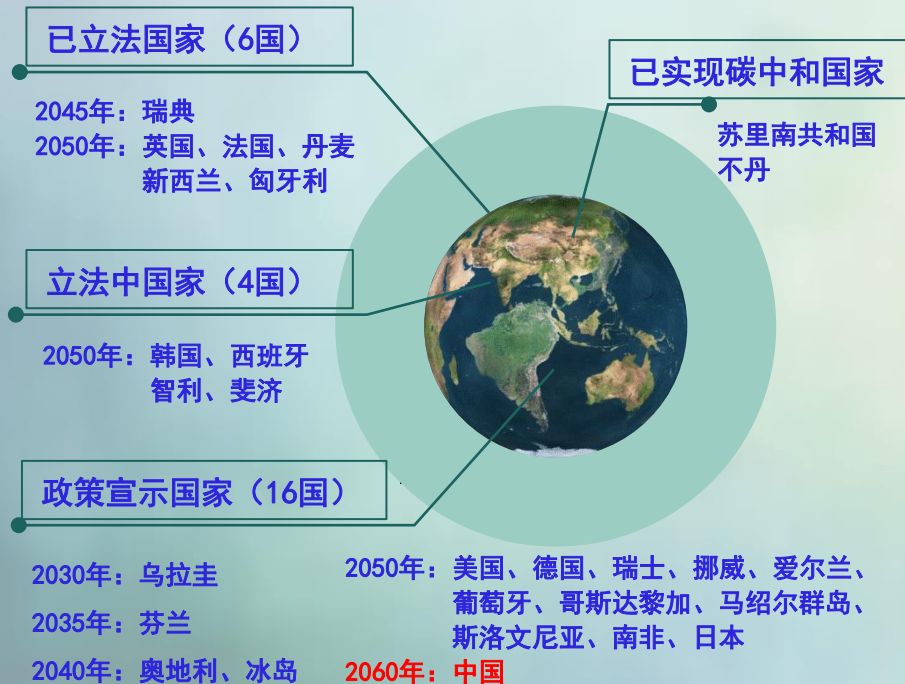 已立法国家（6国）
2045年：瑞典
2050年：英国、法国、丹麦
新西兰、匈牙利
已实现碳中和国家
苏里南共和国
不丹
立法中国家（4国）
2050年：韩国、西班牙
智利、斐济
政策宣示国家（16国）
2030年：乌拉圭
2035年：芬兰
2040年：奥地利、冰岛
2050年：美国、德国、瑞士、挪威、爱尔兰、
葡萄牙、哥斯达黎加、马绍尔群岛、
斯洛文尼亚、南非、日本
2060年：中国